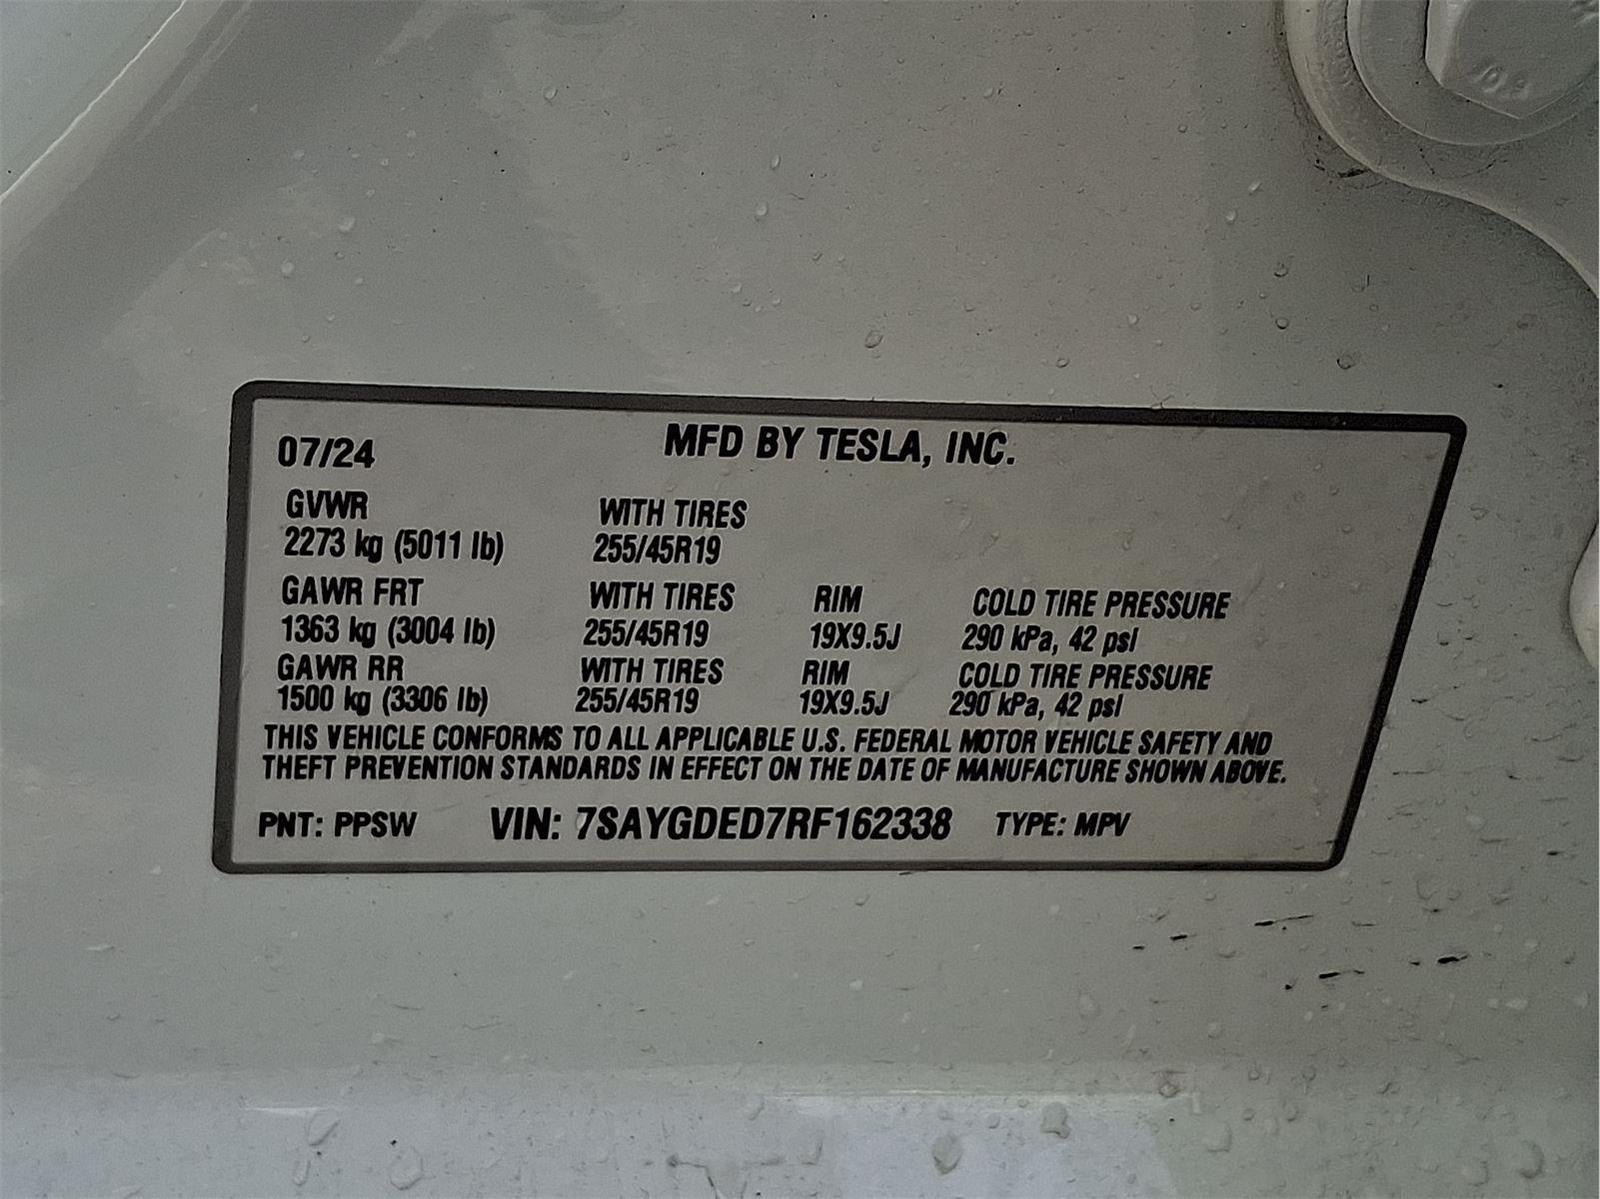 07/24 MFD BY TESLA, INC.
GVWR WITH TIRES
2273 kg (5011 lb) 255/45R19
GAWR FRT WITH TIRES RIM COLD TIRE PRESSURE
1363 kg (3004 lb) 255/45R19 19X9.5J 290 kPa, 42 psi
GAWR RR WITH TIRES RIM COLD TIRE PRESSURE
1500 kg (3306 lb) 255/45R19 19X9.5J 290 kPa, 42 psi
THIS VEHICLE CONFORMS TO ALL APPLICABLE U.S. FEDERAL MOTOR VEHICLE SAFETY AND
THEFT PREVENTION STANDARDS IN EFFECT ON THE DATE OF MANUFACTURE SHOWN ABOVE.
PNT: PPSW VIN: 7SAYGDED7RF162338 TYPE: MPV